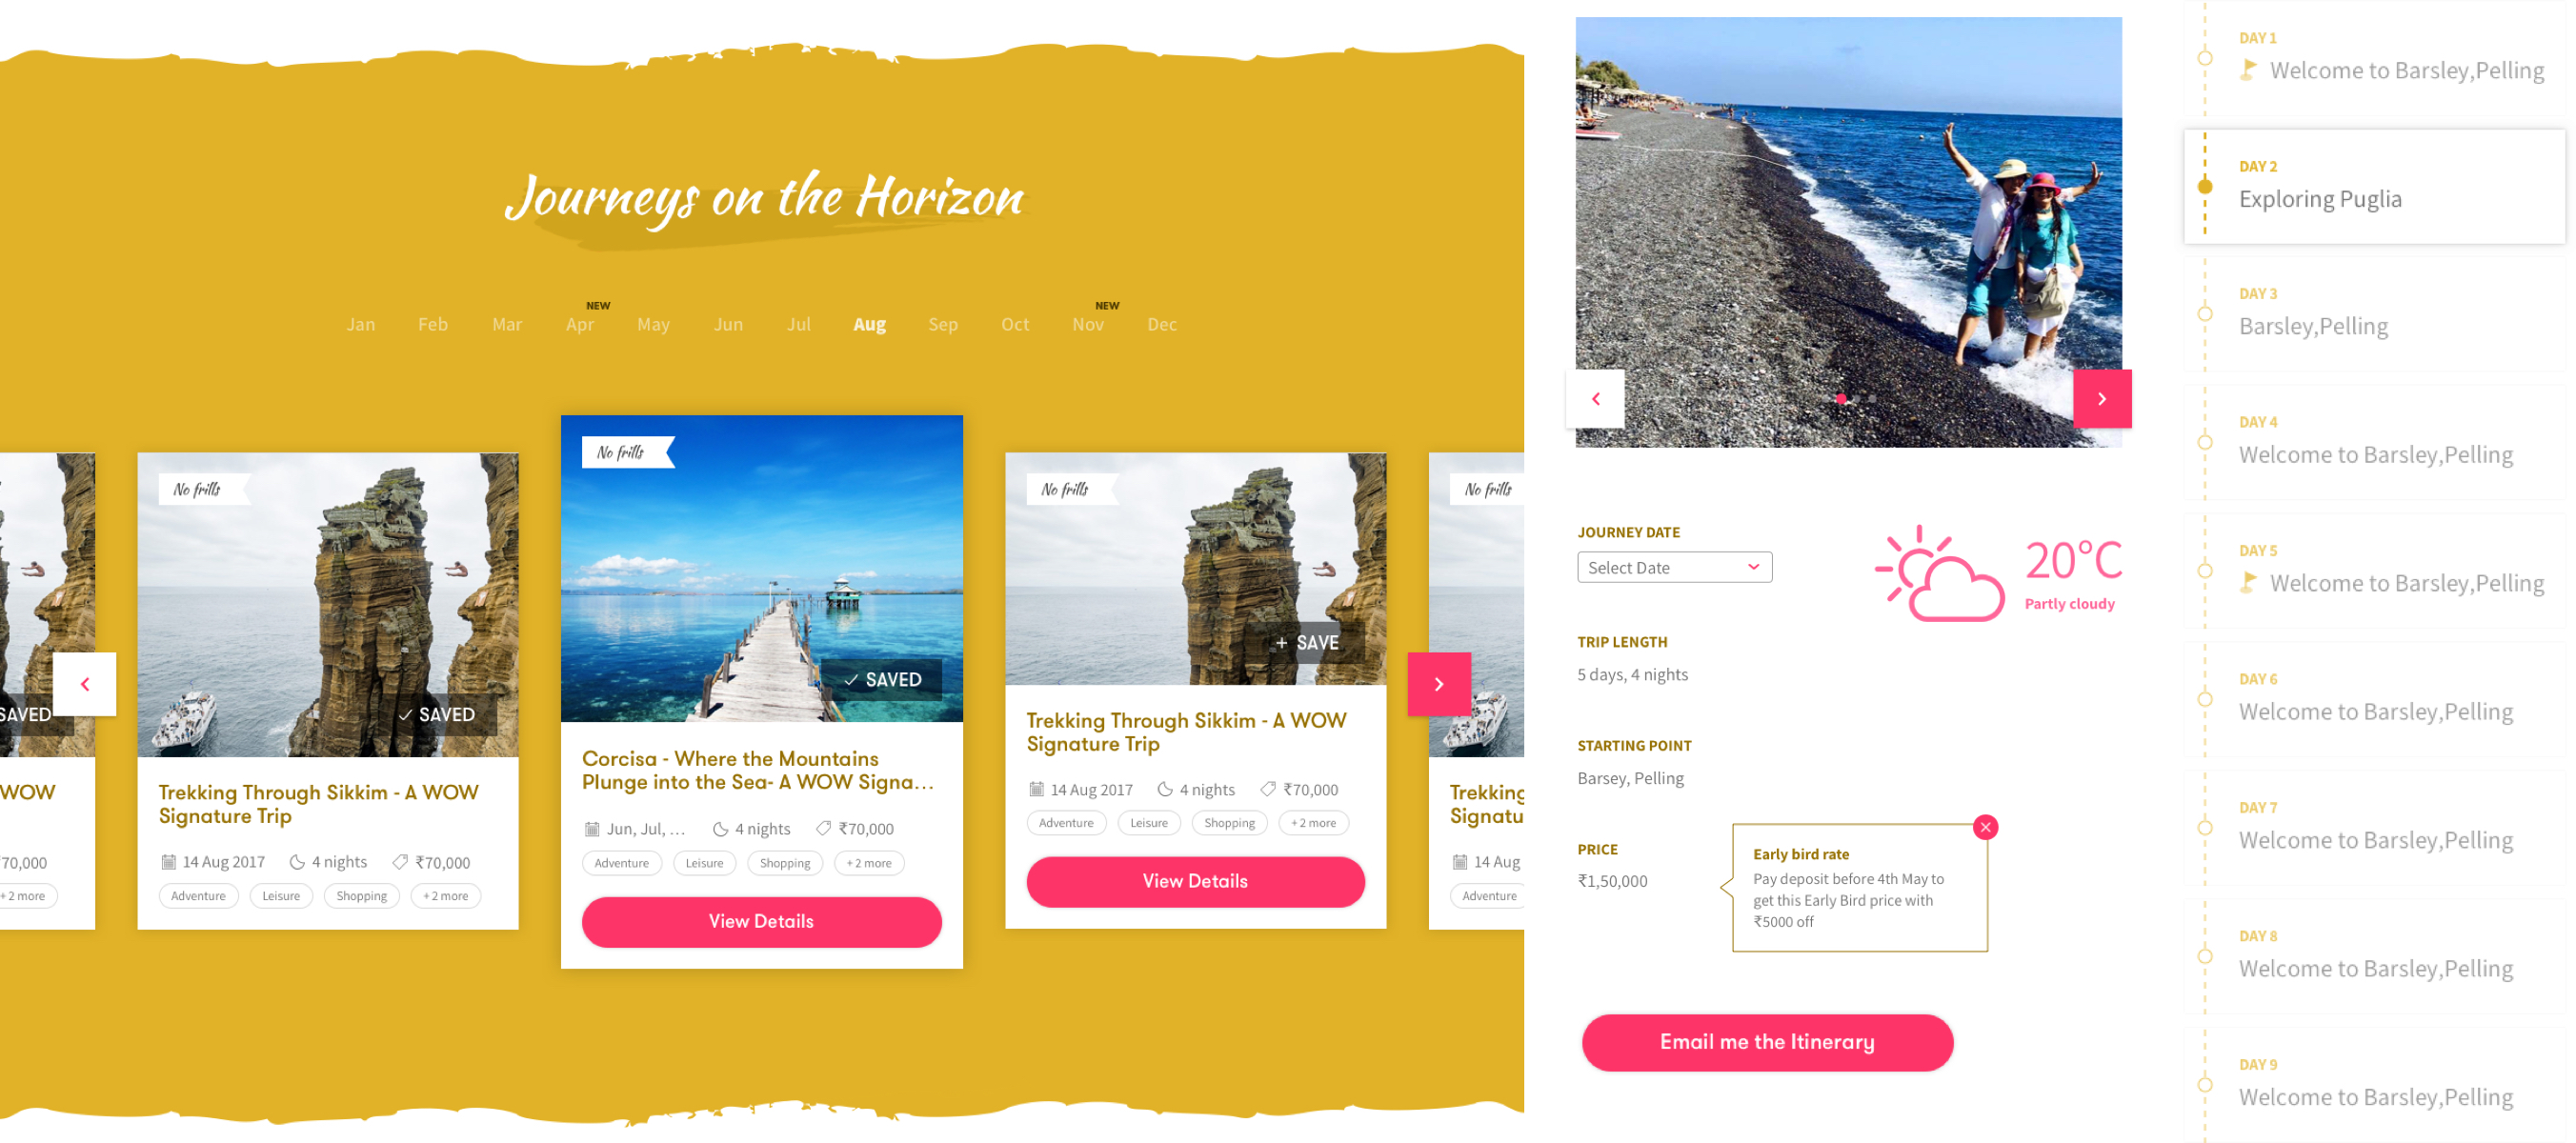 Journeys on the Horizon
NEW
NEW
Jan Feb Mar Apr May Jun Jul Aug Sep Oct Nov Dec
SAVED
WOW
70,000
+ 2 more
No frills
SAVED
Trekking Through Sikkim - A WOW
Signature Trip
14 Aug 2017 4 nights ₹70,000
Adventure Leisure Shopping + 2 more
No frills
SAVED
Corcisa - Where the Mountains
Plunge into the Sea- A WOW Signa...
Jun, Jul, ... 4 nights ₹70,000
Adventure Leisure Shopping + 2 more
View Details
No frills
+ SAVE
Trekking Through Sikkim - A WOW
Signature Trip
14 Aug 2017 4 nights ₹70,000
Adventure Leisure Shopping + 2 more
View Details
No frills
Trekking
Signatu
14 Aug
Adventure
JOURNEY DATE
Select Date
20°C
Partly cloudy
TRIP LENGTH
5 days, 4 nights
STARTING POINT
Barsey, Pelling
PRICE
₹1,50,000
Early bird rate
Pay deposit before 4th May to
get this Early Bird price with
₹5000 off
Email me the Itinerary
DAY 1
Welcome to Barsley,Pelling
DAY 2
Exploring Puglia
DAY 3
Barsley,Pelling
DAY 4
Welcome to Barsley,Pelling
DAY 5
Welcome to Barsley,Pelling
DAY 6
Welcome to Barsley,Pelling
DAY 7
Welcome to Barsley,Pelling
DAY 8
Welcome to Barsley,Pelling
DAY 9
Welcome to Barsley,Pelling